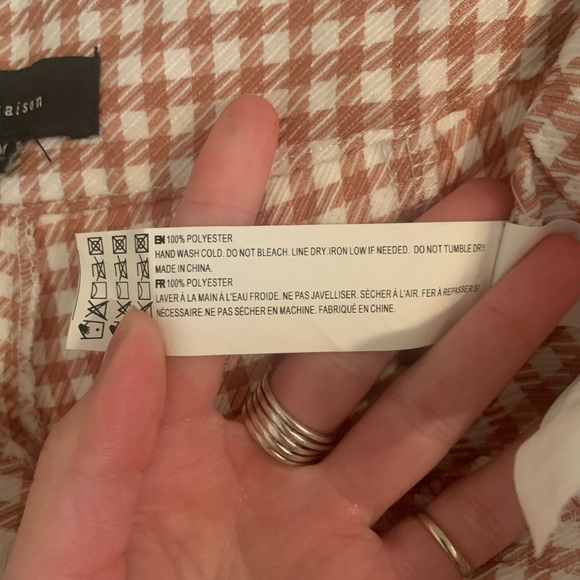 aison
EN 100% POLYESTER
HAND WASH COLD. DO NOT BLEACH. LINE DRY.IRON LOW IF NEEDED. DO NOT TUMBLE DRY.
MADE IN CHINA.
FR 100% POLYESTER
LAVER À LA MAIN À L'EAU FROIDE. NE PAS JAVELLISER. SÉCHER À L'AIR. FER À REPASSER SI
NÉCESSAIRE.NE PAS SÉCHER EN MACHINE. FABRIQUÉ EN CHINE.